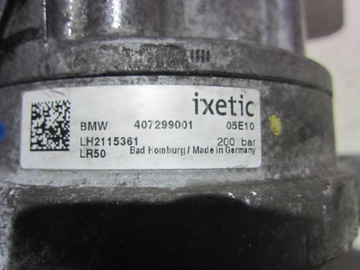 ixetic
BMW 407299001 05E10
LH2115361 200 bar
LR50 Bad Homburg / Made in Germany